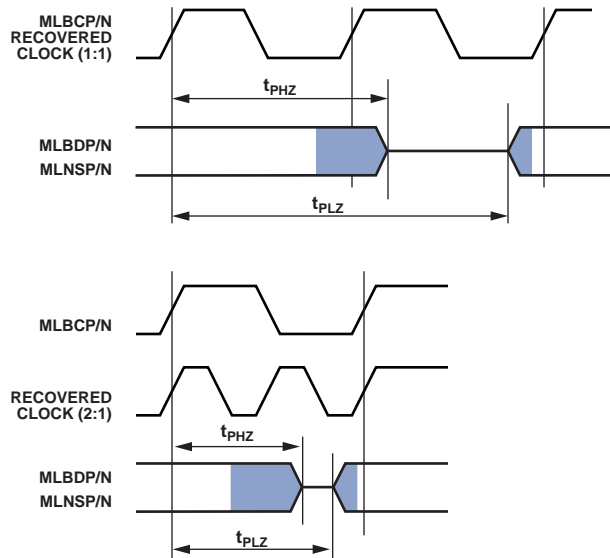 MLBCP/N
RECOVERED
CLOCK (1:1)
tPHZ
MLBDP/N
MLNSP/N
tPLZ
MLBCP/N
RECOVERED
CLOCK (2:1)
tPHZ
MLBDP/N
MLNSP/N
tPLZ